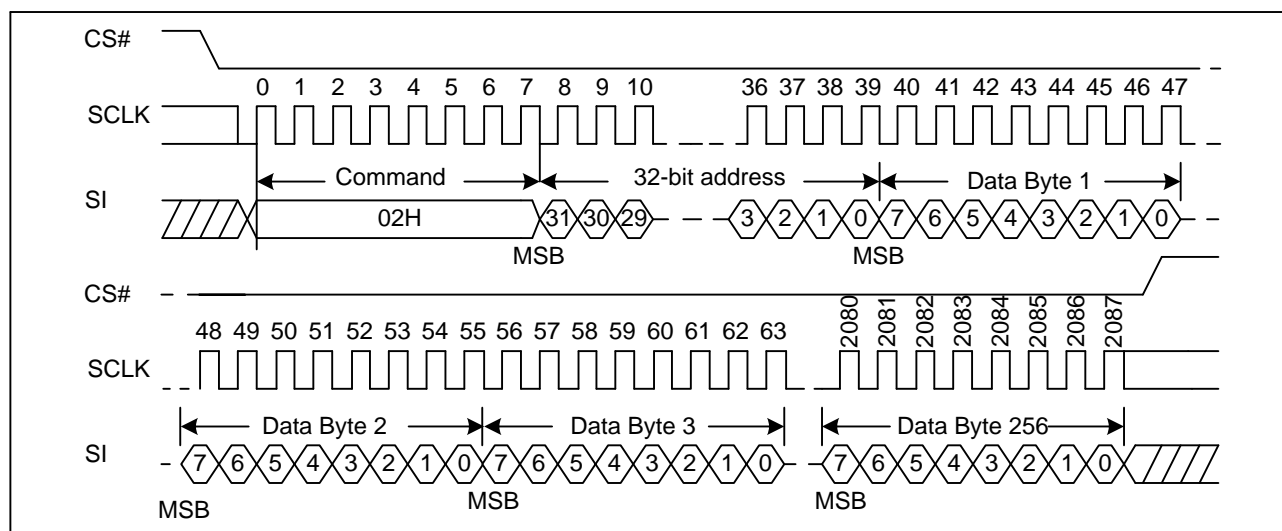 CS#
0 1 2 3 4 5 6 7 8 9 10 36 37 38 39 40 41 42 43 44 45 46 47
SCLK
Command 32-bit address Data Byte 1
SI 02H 31 30 29 3 2 1 0 7 6 5 4 3 2 1 0
MSB MSB
CS#
48 49 50 51 52 53 54 55 56 57 58 59 60 61 62 63 2080 2081 2082 2083 2084 2085 2086 2087
SCLK
Data Byte 2 Data Byte 3 Data Byte 256
SI 7 6 5 4 3 2 1 0 7 6 5 4 3 2 1 0 7 6 5 4 3 2 1 0
MSB MSB MSB